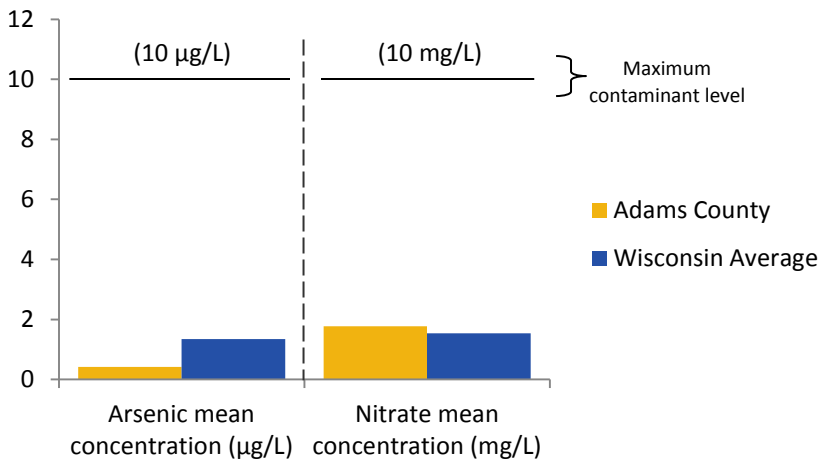 12
10
8
6
4
2
0
(10 µg/L)
(10 mg/L)
Maximum
contaminant level
Adams County
Wisconsin Average
Arsenic mean
concentration (µg/L)
Nitrate mean
concentration (mg/L)